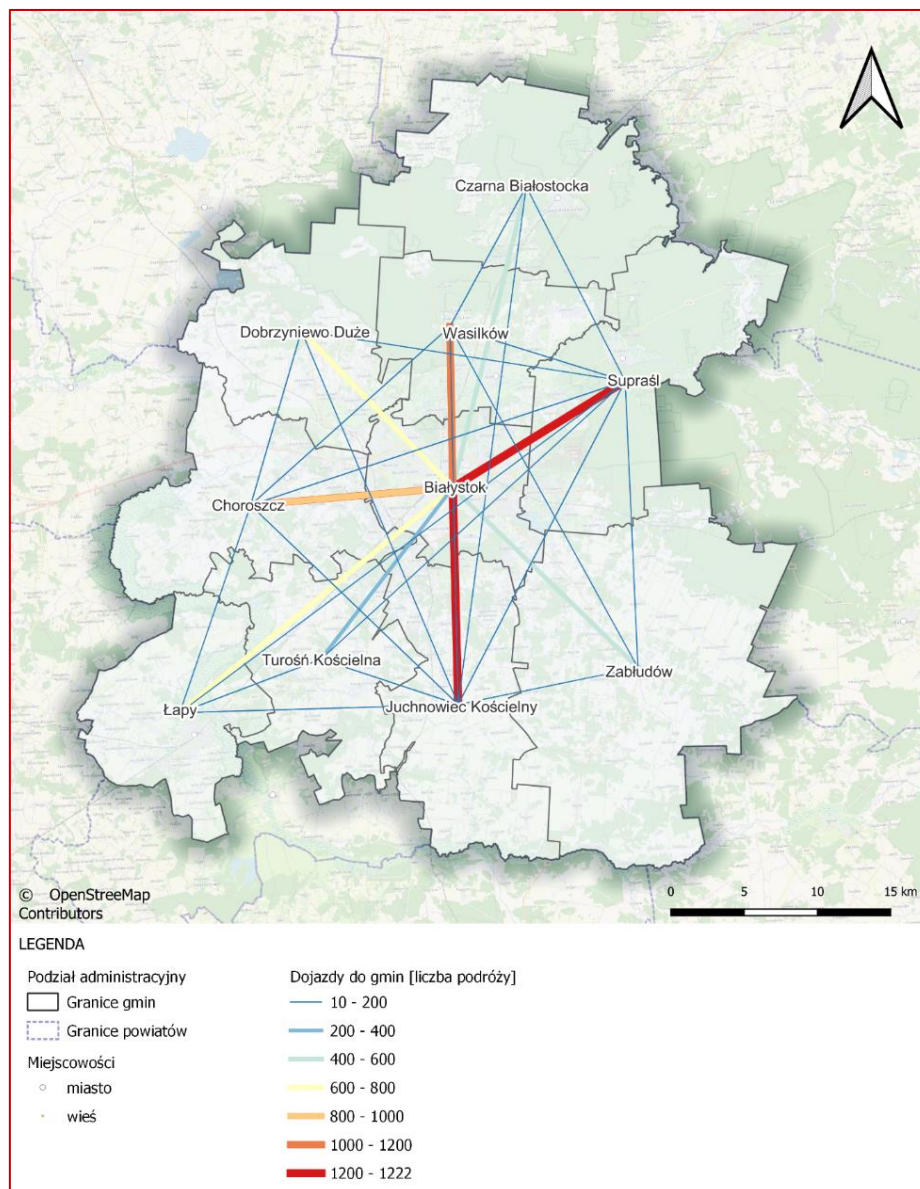 Czarna Białostocka
Dobrzyniewo Duże
Wasilków
Supraśl
Białystok
Choroszcz
Turośń Kościelna
Zabłudów
Łapy
Juchnowiec Kościelny
© OpenStreetMap
Contributors
0 5 10 15 km
LEGENDA
Podział administracyjny
Granice gmin
Granice powiatów
Miejscowości
miasto
wieś
Dojazdy do gmin [liczba podróży]
10 - 200
200 - 400
400 - 600
600 - 800
800 - 1000
1000 - 1200
1200 - 1222